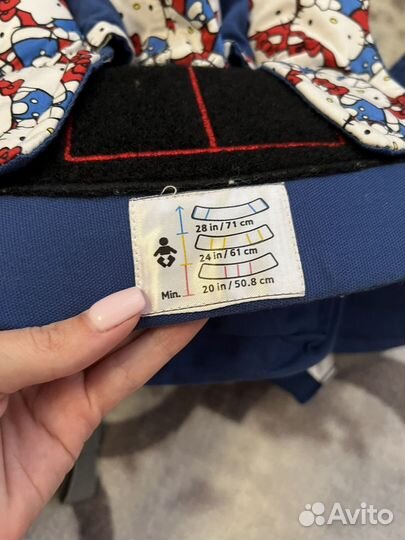 28 in/71 cm
24 in/61 cm
Min. 20 in/50.8 cm
Avito